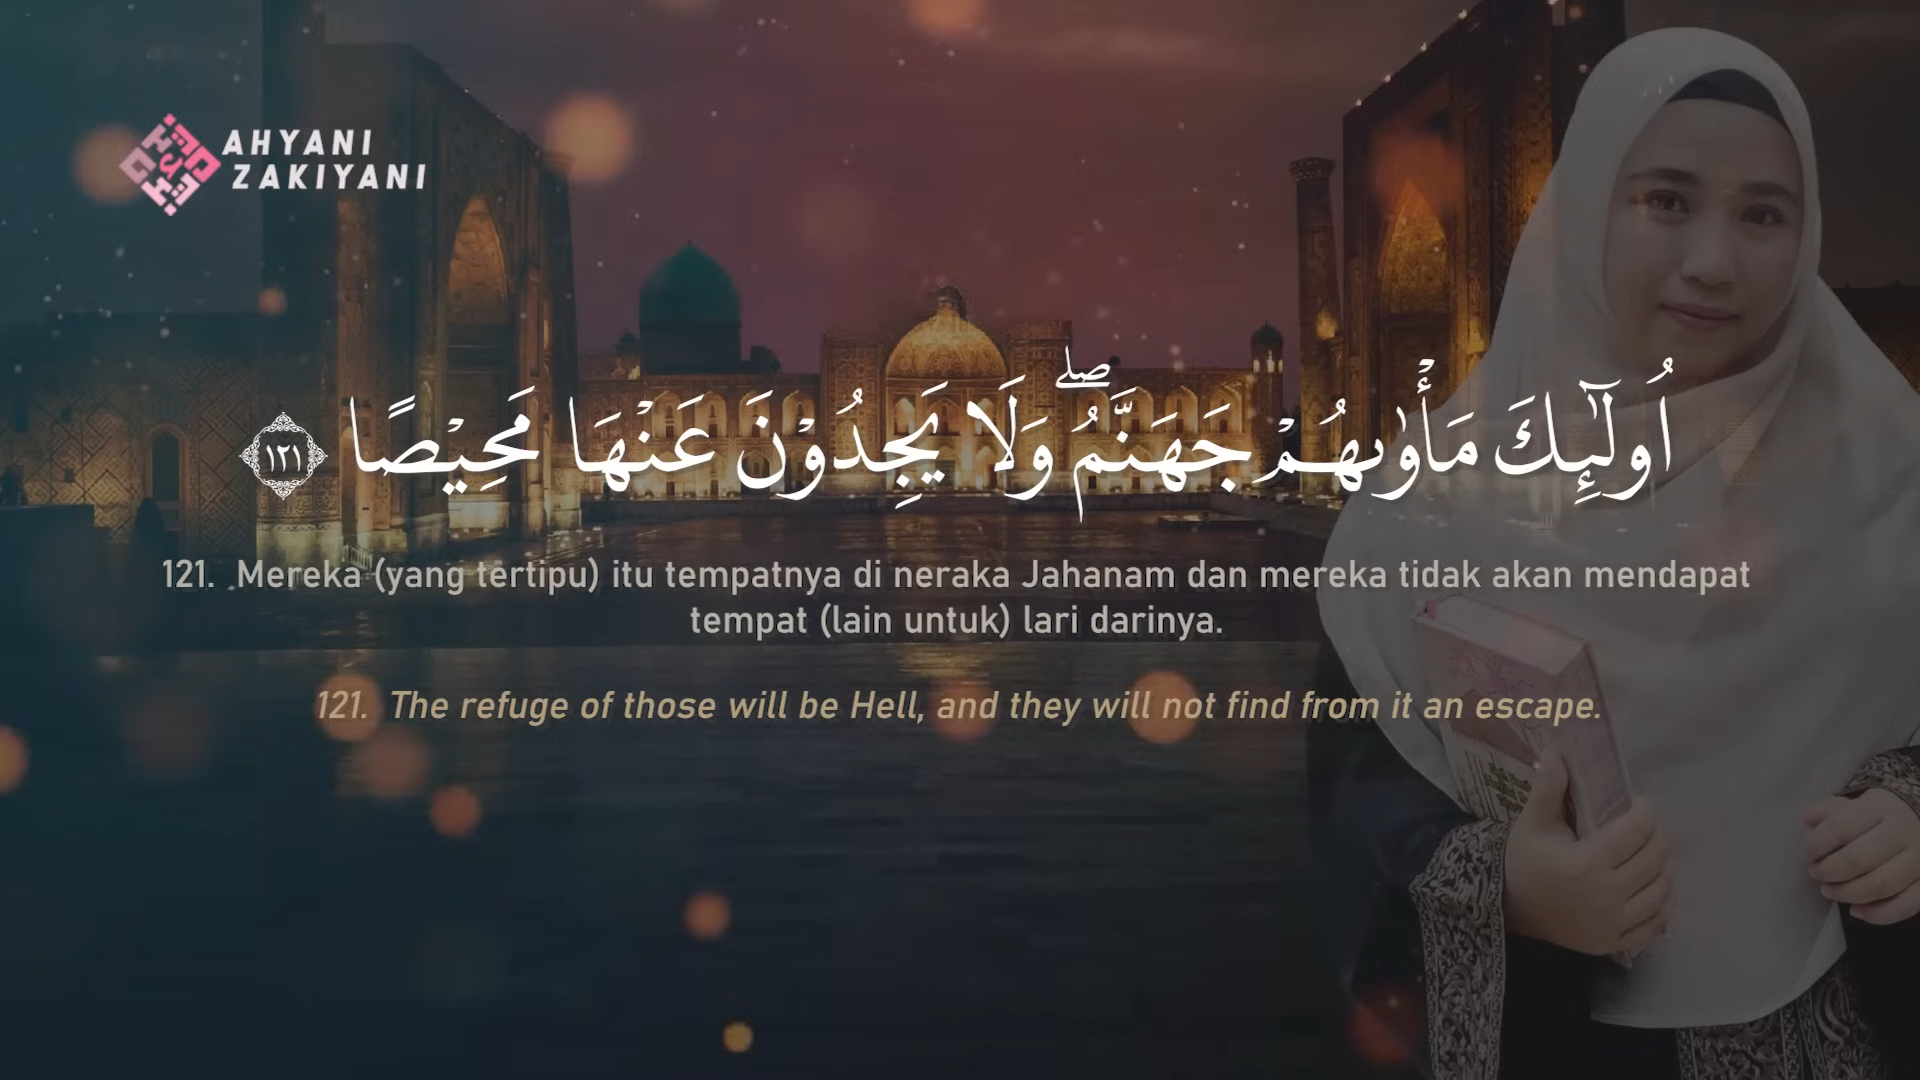 AHYANI
ZAKIYANI
اُولٰۤىِٕكَ مَأْوٰىهُمْ جَهَنَّمُۖ وَلَا يَجِدُوْنَ عَنْهَا مَحِيْصًا ١٢١
121. Mereka (yang tertipu) itu tempatnya di neraka Jahanam dan mereka tidak akan mendapat
tempat (lain untuk) lari darinya.
121. The refuge of those will be Hell, and they will not find from it an escape.